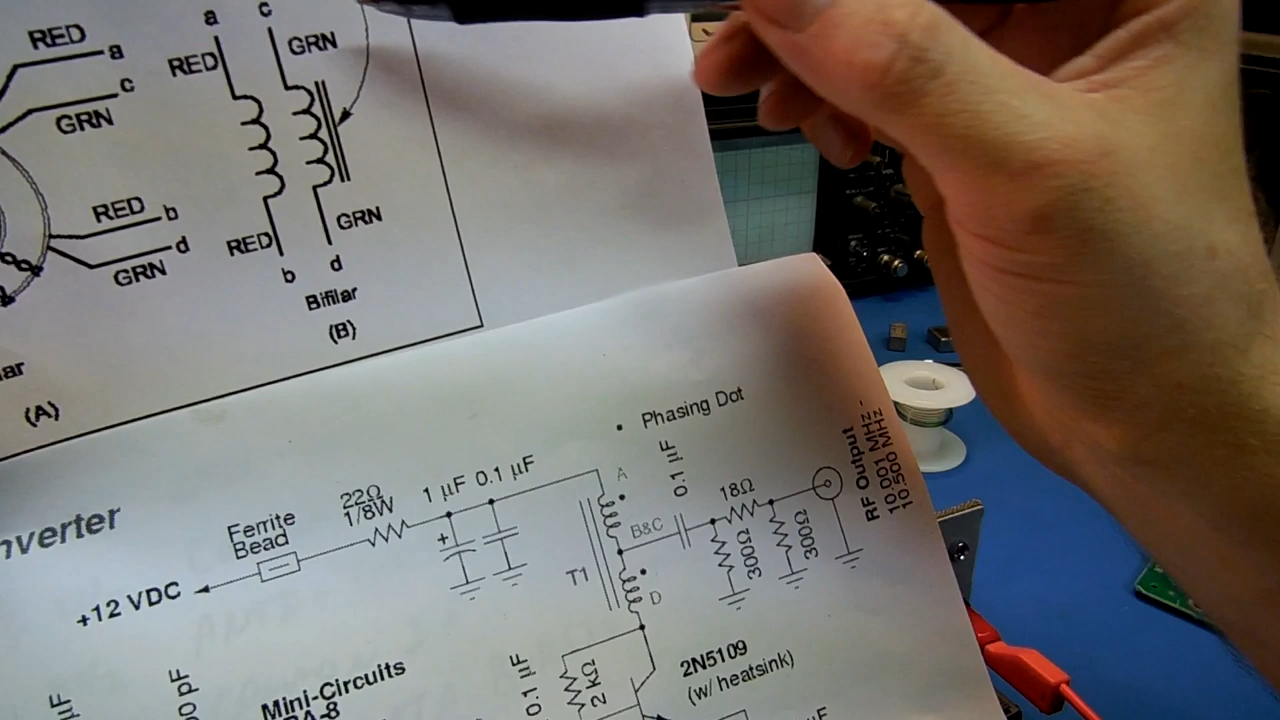 RED
a
c
GRN
RED
b
d
GRN
a
c
RED
GRN
RED
GRN
b
d
Bifilar
(B)
(A)
Phasing Dot
nverter
Ferrite
Bead
22Ω
1/8W
1 µF
0.1 µF
+
+12 VDC
A
B&C
T1
D
0.1 µF
18Ω
300Ω
300Ω
RF Output
10.001 MHz -
10.500 MHz
0.1 µF
2 kΩ
2N5109
(w/ heatsink)
Mini-Circuits
µF